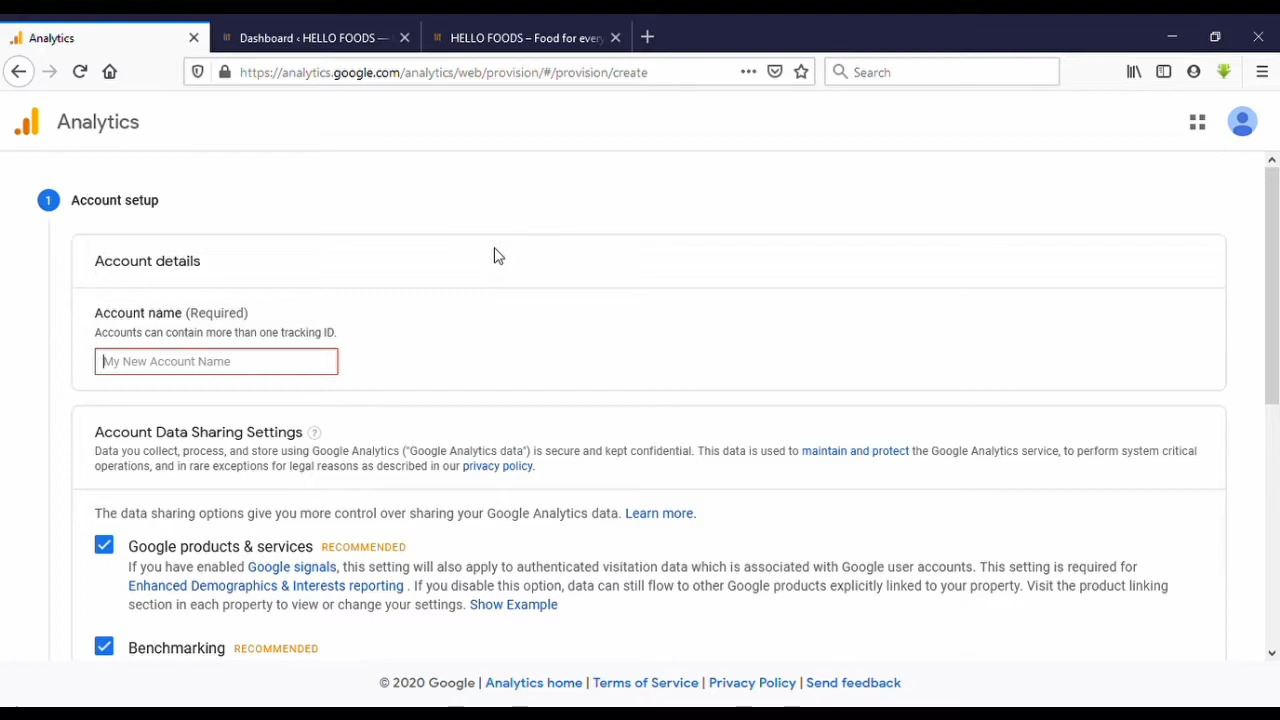 Analytics
Dashboard ‹ HELLO FOODS —
HELLO FOODS – Food for every
https://analytics.google.com/analytics/web/provision/#/provision/create
Search
Analytics
1 Account setup
Account details
Account name (Required)
Accounts can contain more than one tracking ID.
My New Account Name
Account Data Sharing Settings ?
Data you collect, process, and store using Google Analytics ("Google Analytics data") is secure and kept confidential. This data is used to maintain and protect the Google Analytics service, to perform system critical
operations, and in rare exceptions for legal reasons as described in our privacy policy.
The data sharing options give you more control over sharing your Google Analytics data. Learn more.
Google products & services RECOMMENDED
If you have enabled Google signals, this setting will also apply to authenticated visitation data which is associated with Google user accounts. This setting is required for
Enhanced Demographics & Interests reporting . If you disable this option, data can still flow to other Google products explicitly linked to your property. Visit the product linking
section in each property to view or change your settings. Show Example
Benchmarking RECOMMENDED
© 2020 Google | Analytics home | Terms of Service | Privacy Policy | Send feedback